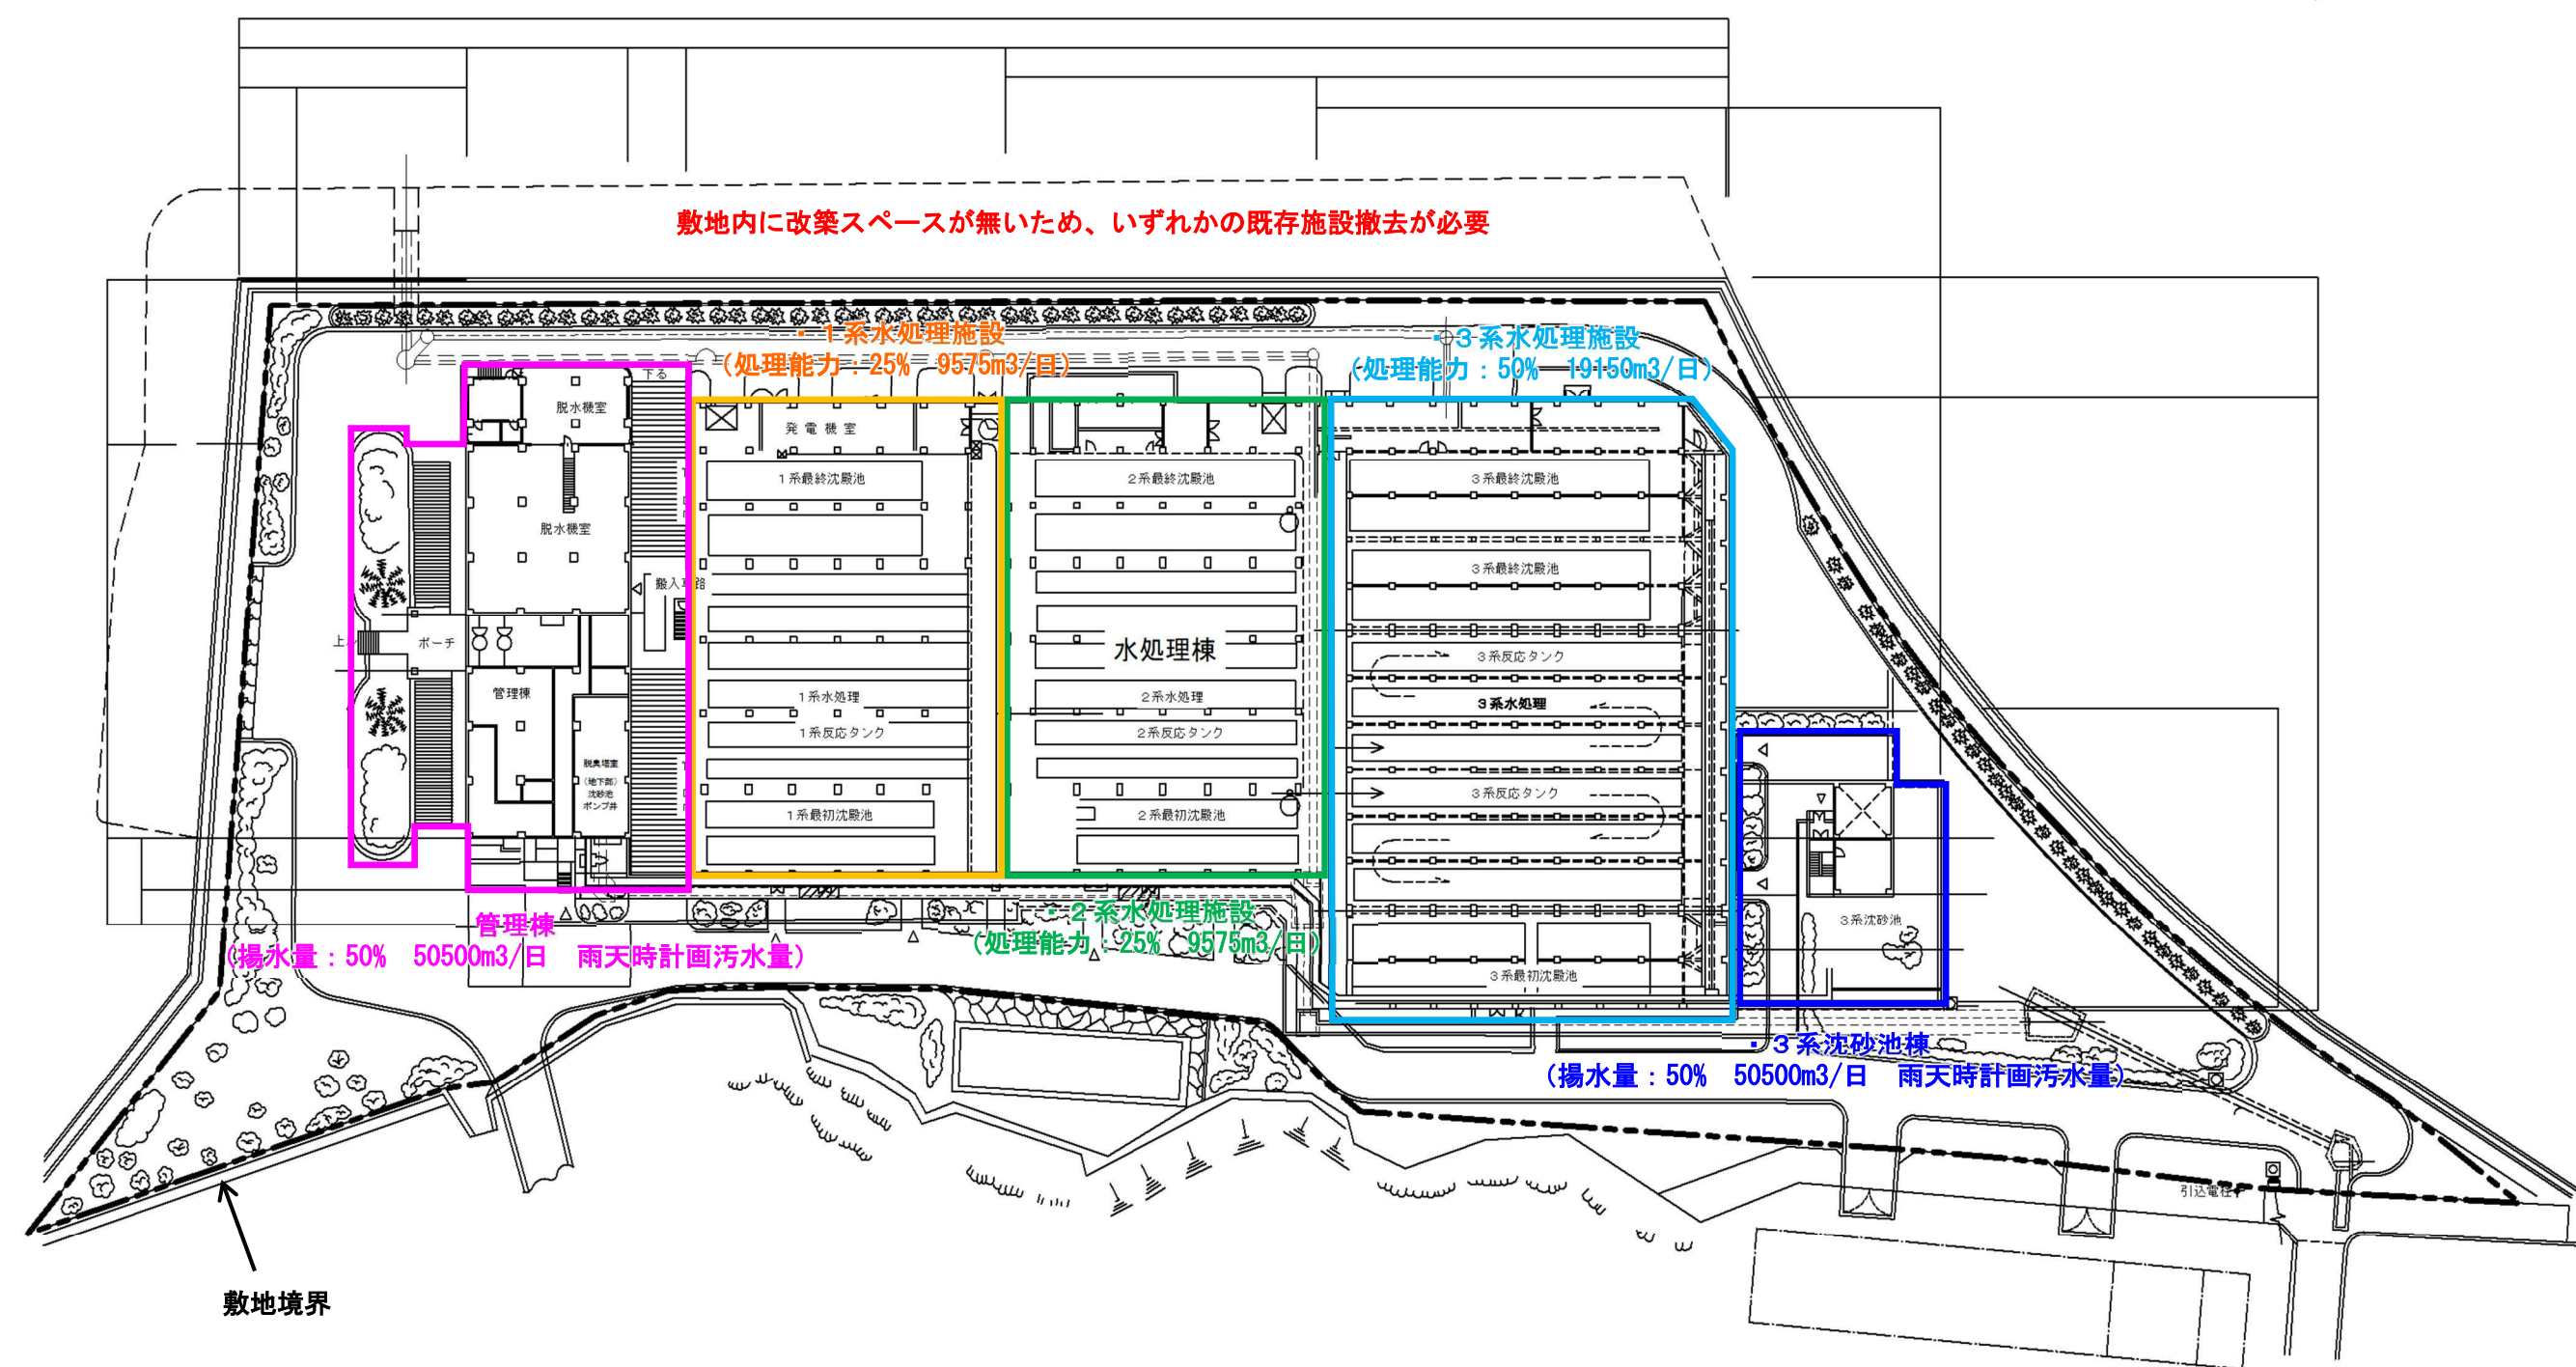 敷地内に改築スペースが無いため、いずれかの既存施設撤去が必要
・１系水処理施設
(処理能力：25%　9575m3/日)
・３系水処理施設
(処理能力：50%　19150m3/日)
下る
脱水機室
発電機室
1系最終沈殿池
2系最終沈殿池
3系最終沈殿池
脱水機室
3系最終沈殿池
搬入車路
上ル
ポーチ
水処理棟
3系反応タンク
管理棟
1系水処理
2系水処理
3系水処理
1系反応タンク
2系反応タンク
脱臭塔室
(地下部)
沈砂池
ポンプ井
3系反応タンク
1系最初沈殿池
2系最初沈殿池
管理棟
(揚水量：50%　50500m3/日　雨天時計画汚水量)
・２系水処理施設
(処理能力：25%　9575m3/日)
3系沈砂池
3系最初沈殿池
・３系沈砂池棟
(揚水量：50%　50500m3/日　雨天時計画汚水量)
引込電柱
敷地境界